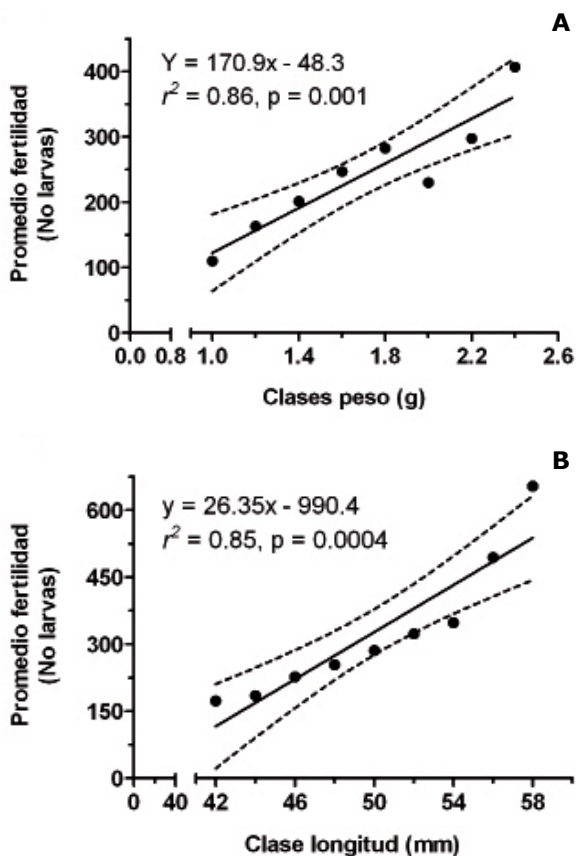 A
Y = 170.9x - 48.3
r² = 0.86, p = 0.001
Promedio fertilidad
(No larvas)
400
300
200
100
0
0.0 0.8 1.0 1.4 1.8 2.2 2.6
Clases peso (g)
B
y = 26.35x - 990.4
r² = 0.85, p = 0.0004
Promedio fertilidad
(No larvas)
600
450
300
150
0
0 40 42 46 50 54 58
Clase longitud (mm)